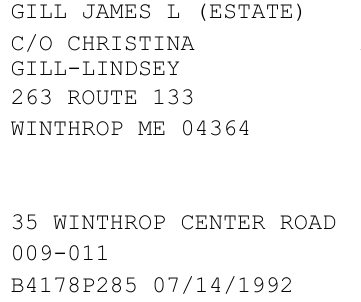 GILL JAMES L (ESTATE)
C/O CHRISTINA
GILL-LINDSEY
263 ROUTE 133
WINTHROP ME 04364
35 WINTHROP CENTER ROAD
009-011
B4178P285 07/14/1992